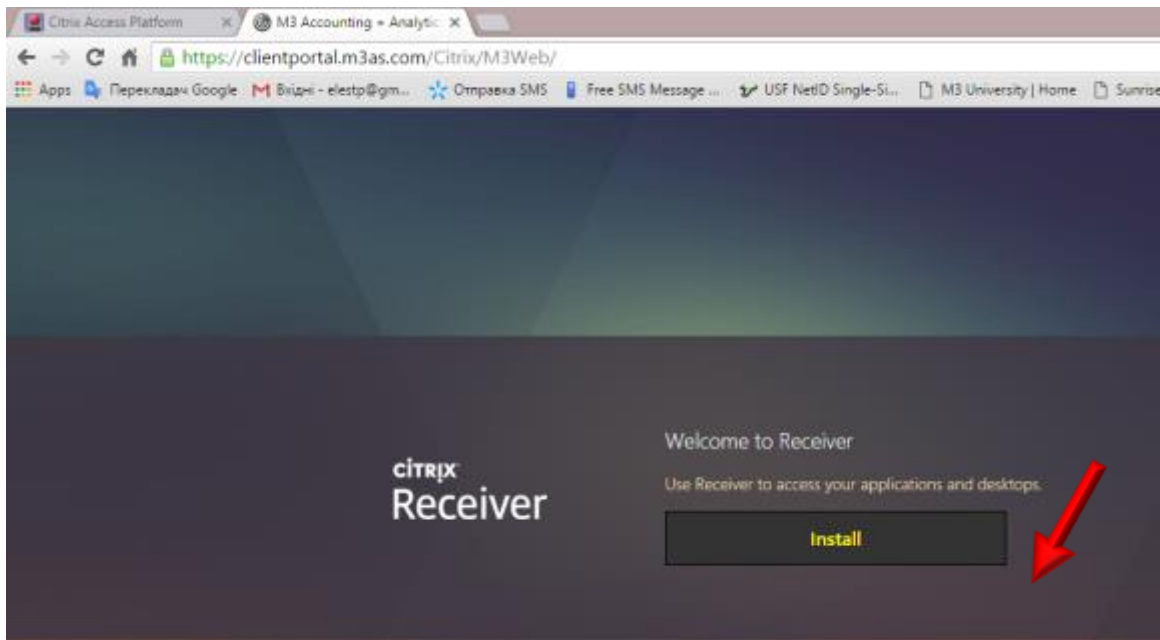 Citrix Access Platform
M3 Accounting + Analytic
https://clientportal.m3as.com/Citrix/M3Web/
Apps
Перекладач Google
Вхідні - elestp@gm...
Отправка SMS
Free SMS Message ...
USF NetID Single-Si...
M3 University | Home
Sunrise
Welcome to Receiver
CİTRIX
Receiver
Use Receiver to access your applications and desktops.
Install